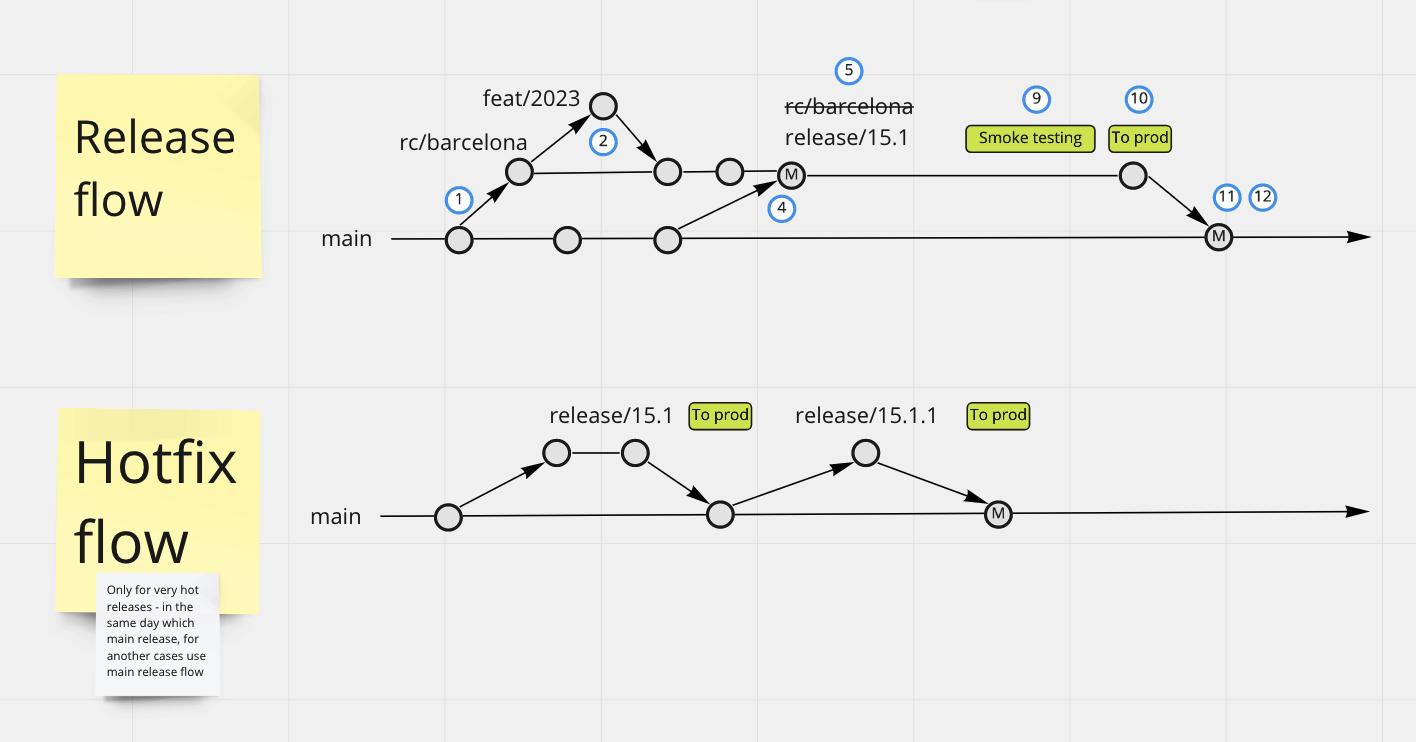 Release
flow
5
feat/2023
rc/barcelona
9
10
rc/barcelona
release/15.1
Smoke testing
To prod
2
M
1
4
11
12
main
M
Hotfix
flow
Only for very hot
releases - in the
same day which
main release, for
another cases use
main release flow
release/15.1
To prod
release/15.1.1
To prod
main
M